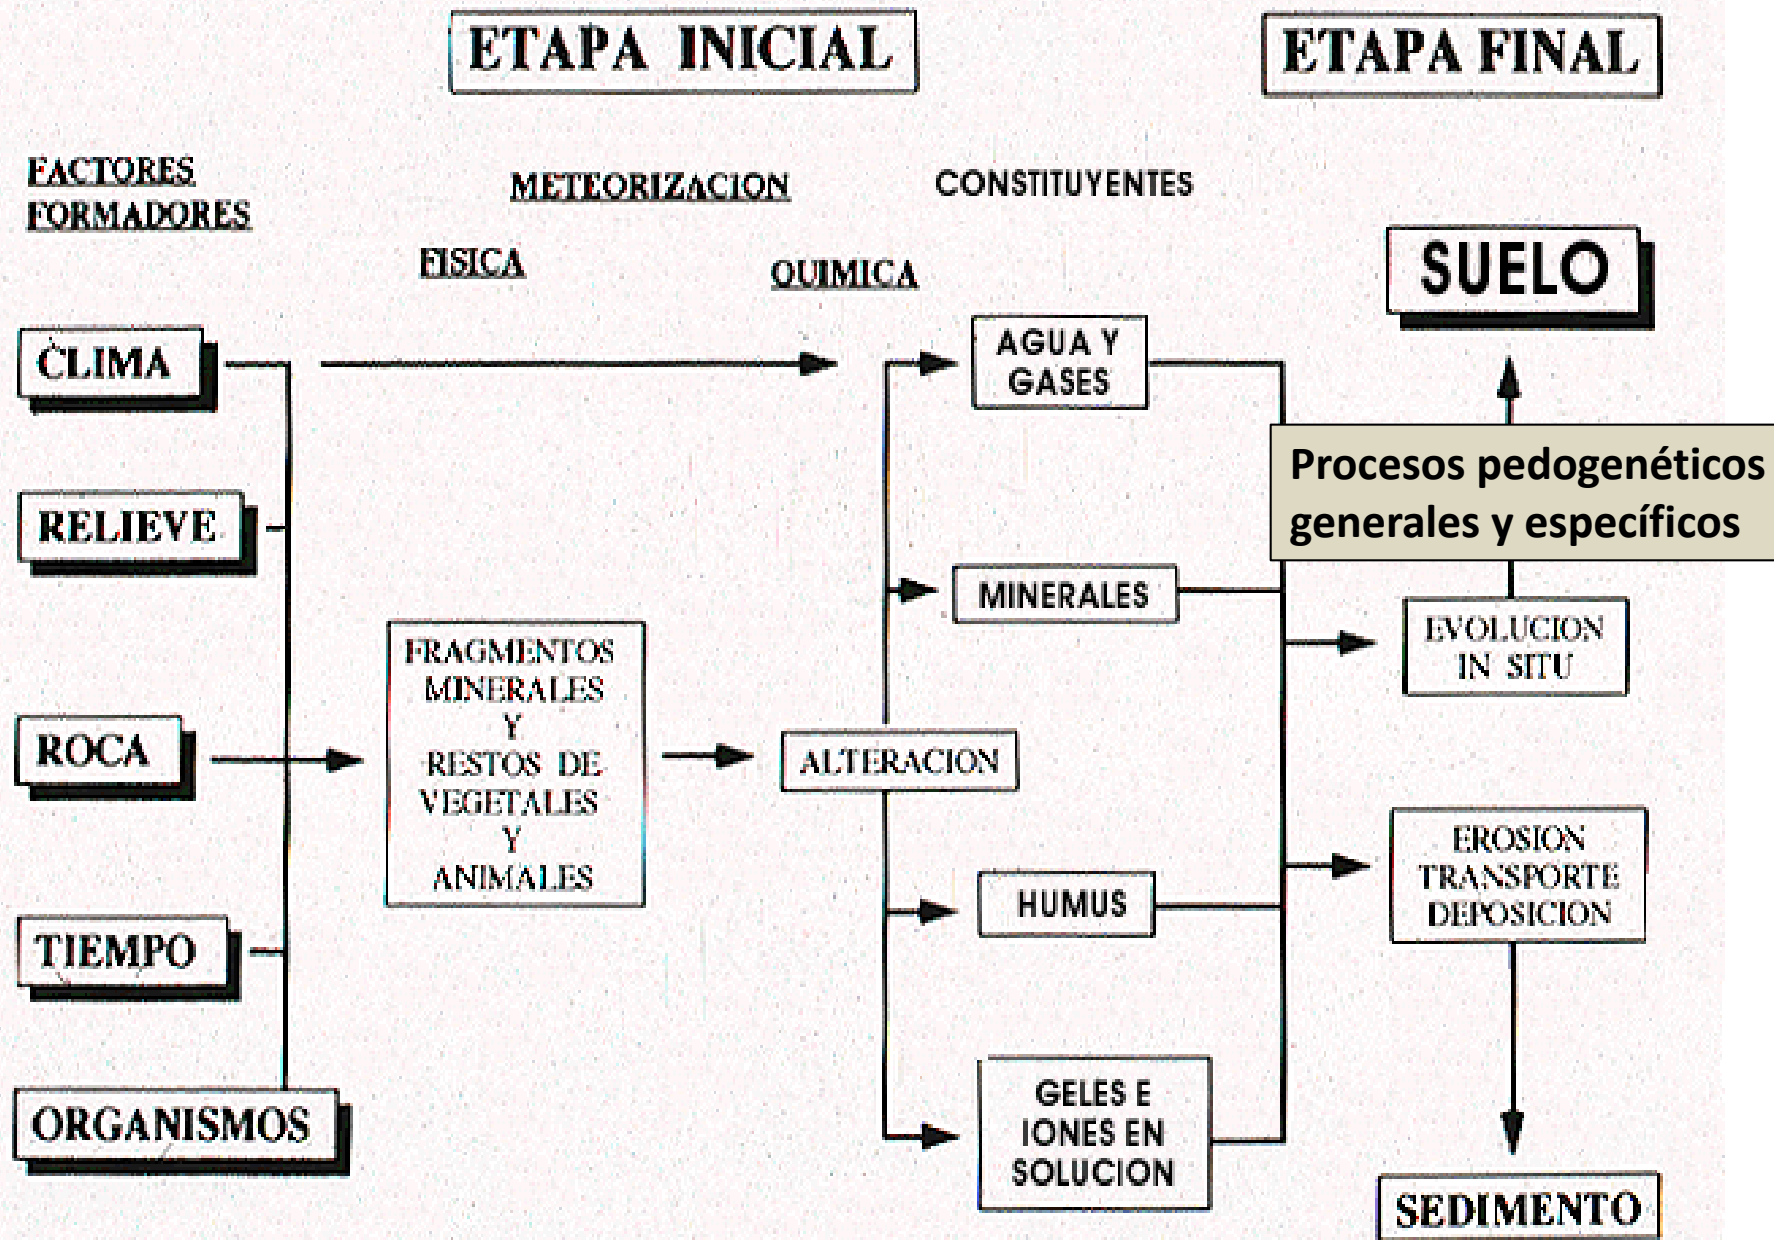 ETAPA INICIAL
ETAPA FINAL
FACTORES
FORMADORES
METEORIZACION
CONSTITUYENTES
FISICA
QUIMICA
SUELO
CLIMA
AGUA Y
GASES
RELIEVE
Procesos pedogenéticos
generales y específicos
MINERALES
EVOLUCION
IN SITU
FRAGMENTOS
MINERALES
Y
RESTOS DE
VEGETALES
Y
ANIMALES
ROCA
ALTERACION
EROSION
TRANSPORTE
DEPOSICION
HUMUS
TIEMPO
GELES E
IONES EN
SOLUCION
ORGANISMOS
SEDIMENTO